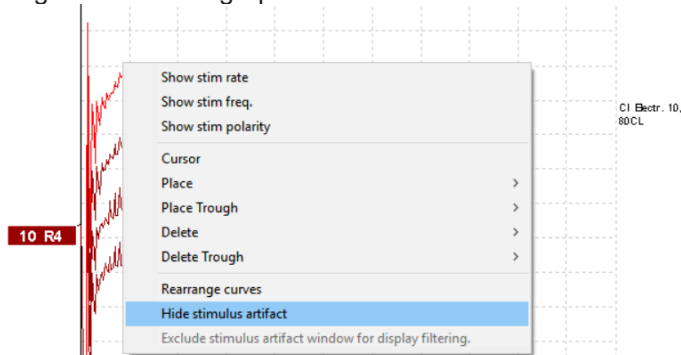 Show stim rate
Show stim freq.
Show stim polarity
Cursor
Place
Place Trough
Delete
Delete Trough
Rearrange curves
Hide stimulus artifact
Exclude stimulus artifact window for display filtering.
10 R4
CI Electr. 10,
80CL